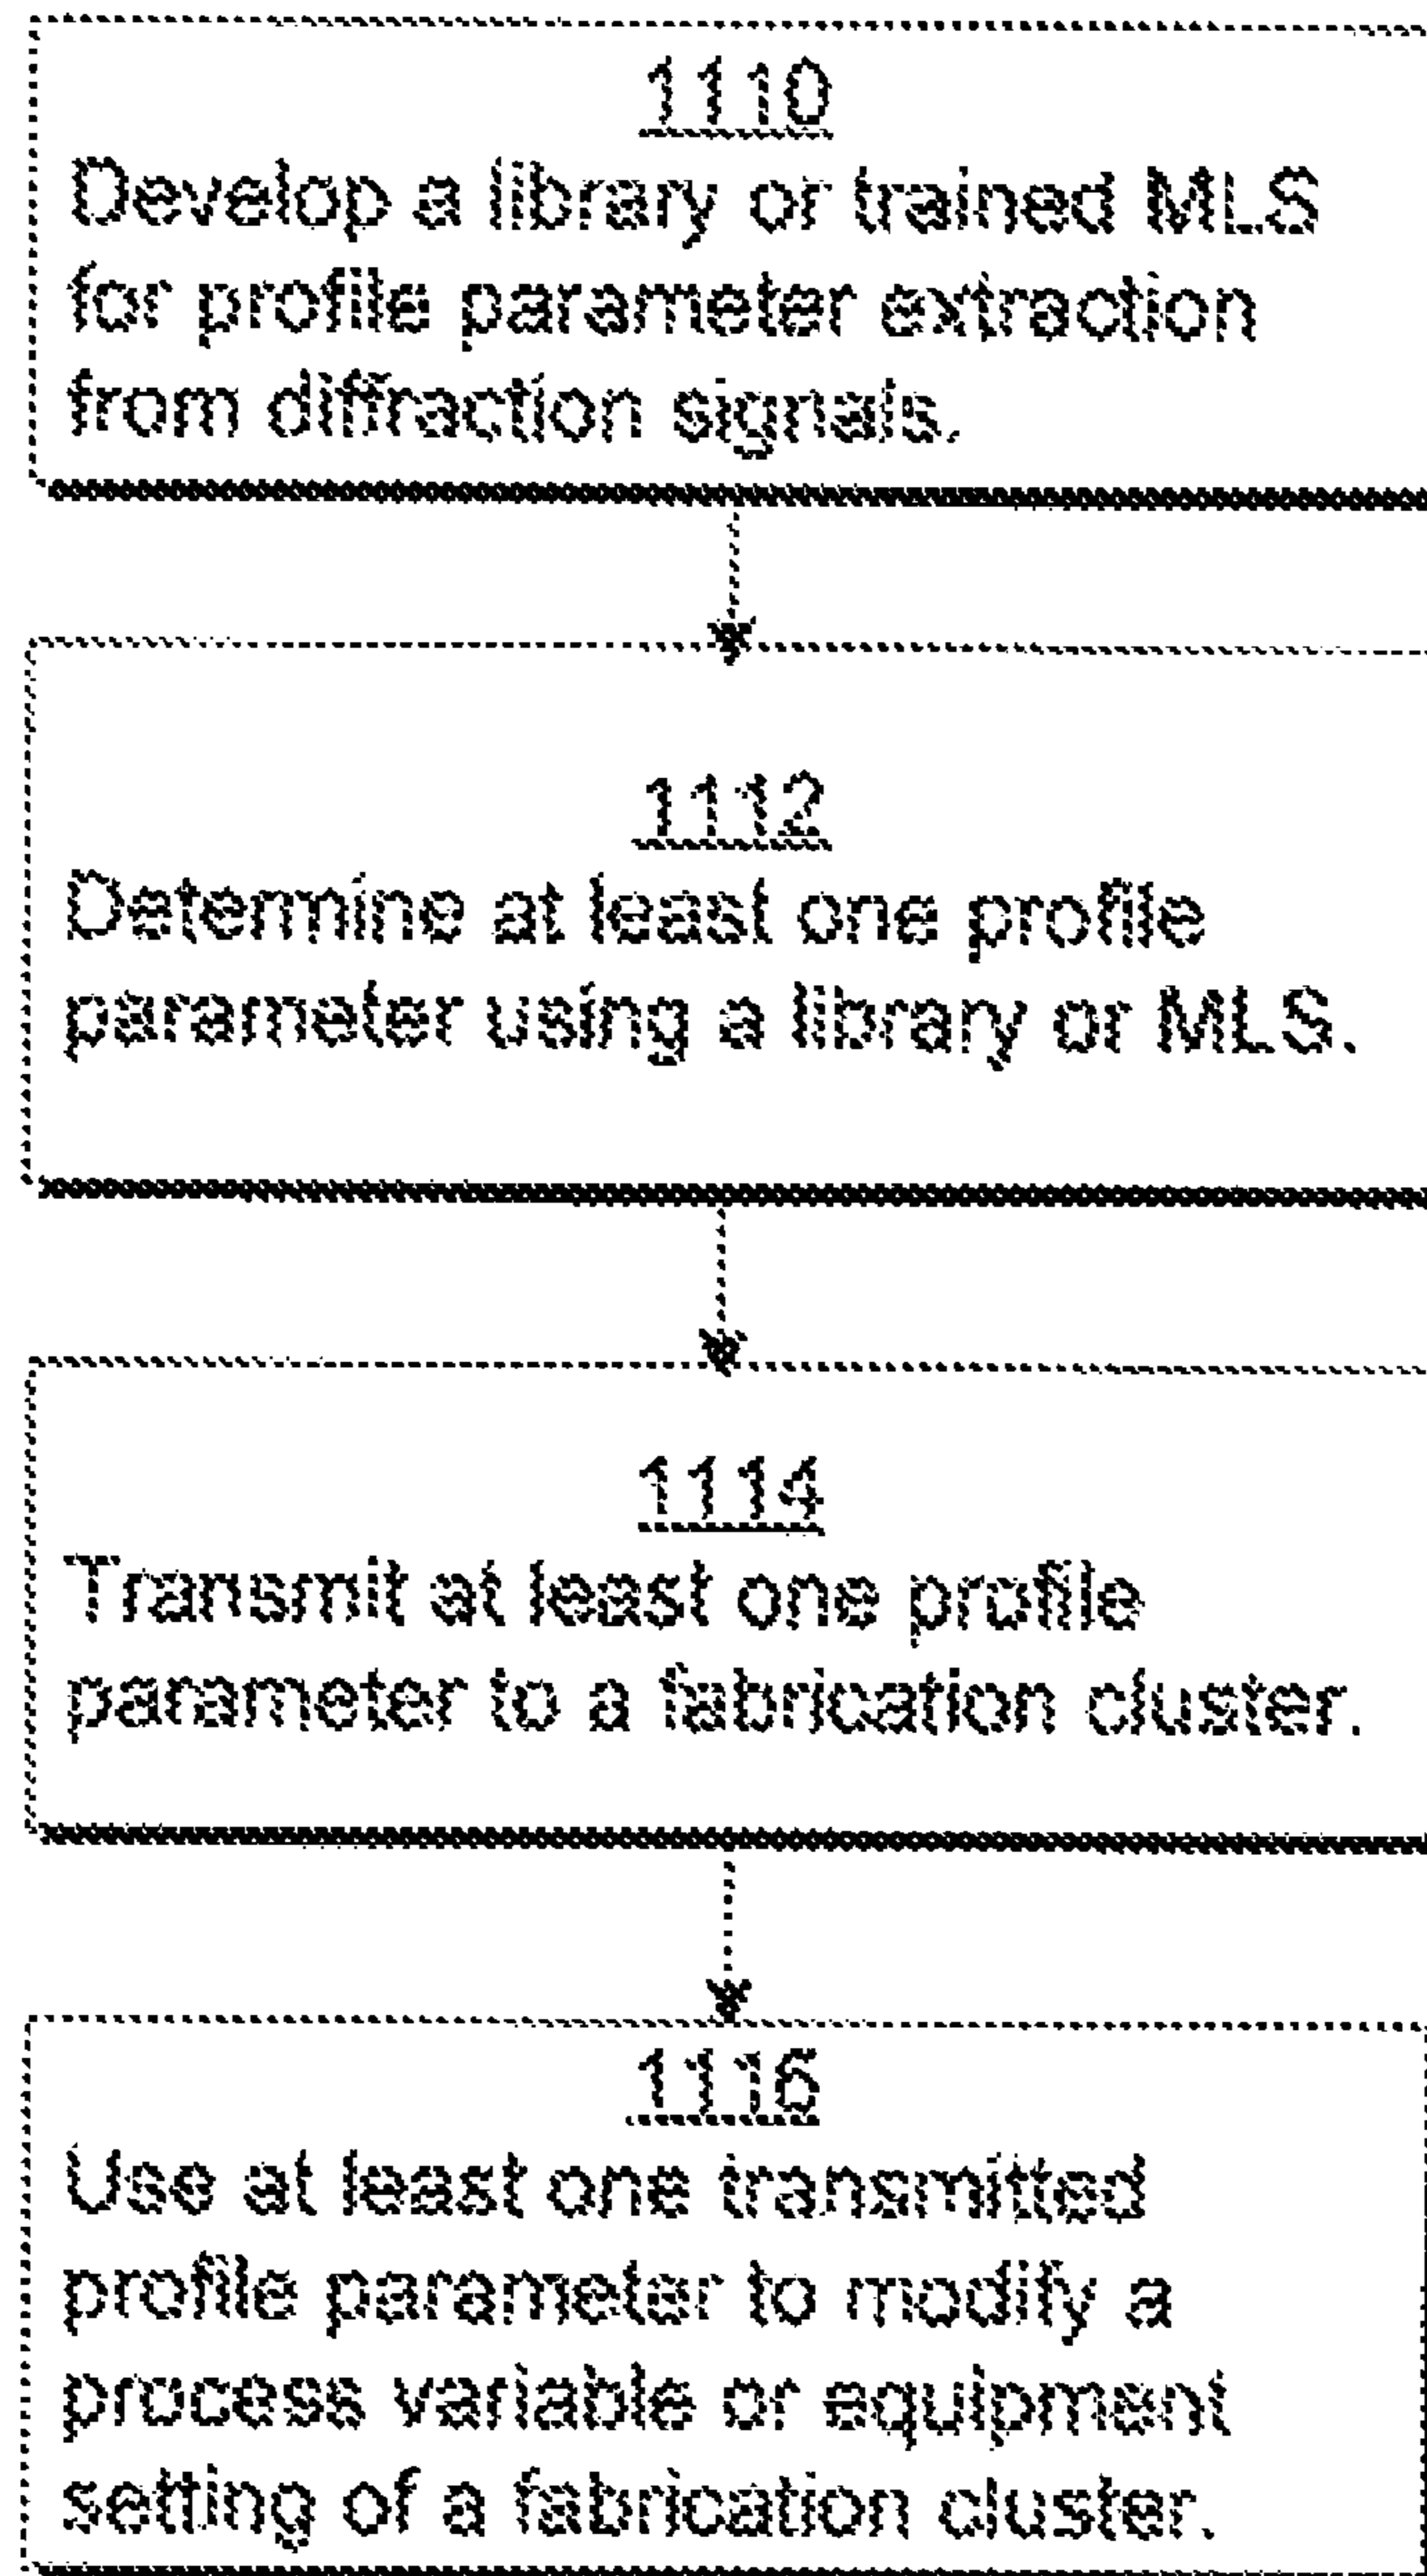 1110
Develop a library or trained MLS
for profile parameter extraction
from diffraction signals.
1112
Determine at least one profile
parameter using a library or MLS.
1114
Transmit at least one profile
parameter to a fabrication cluster.
1116
Use at least one transmitted
profile parameter to modify a
process variable or equipment
setting of a fabrication cluster.